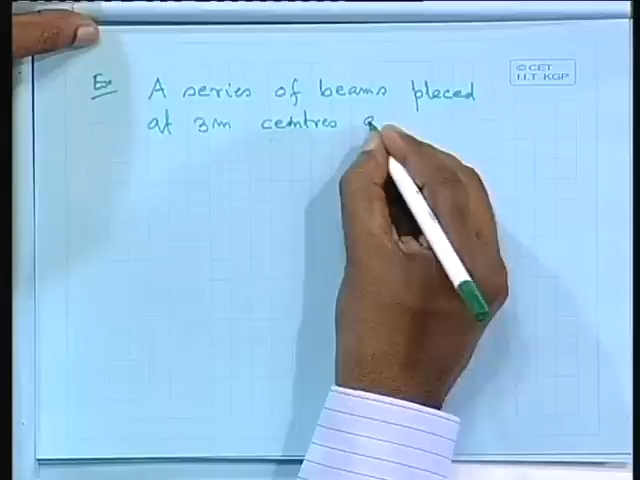 Ex A series of beams placed
at 3m centres
© CET
I.I.T. KGP